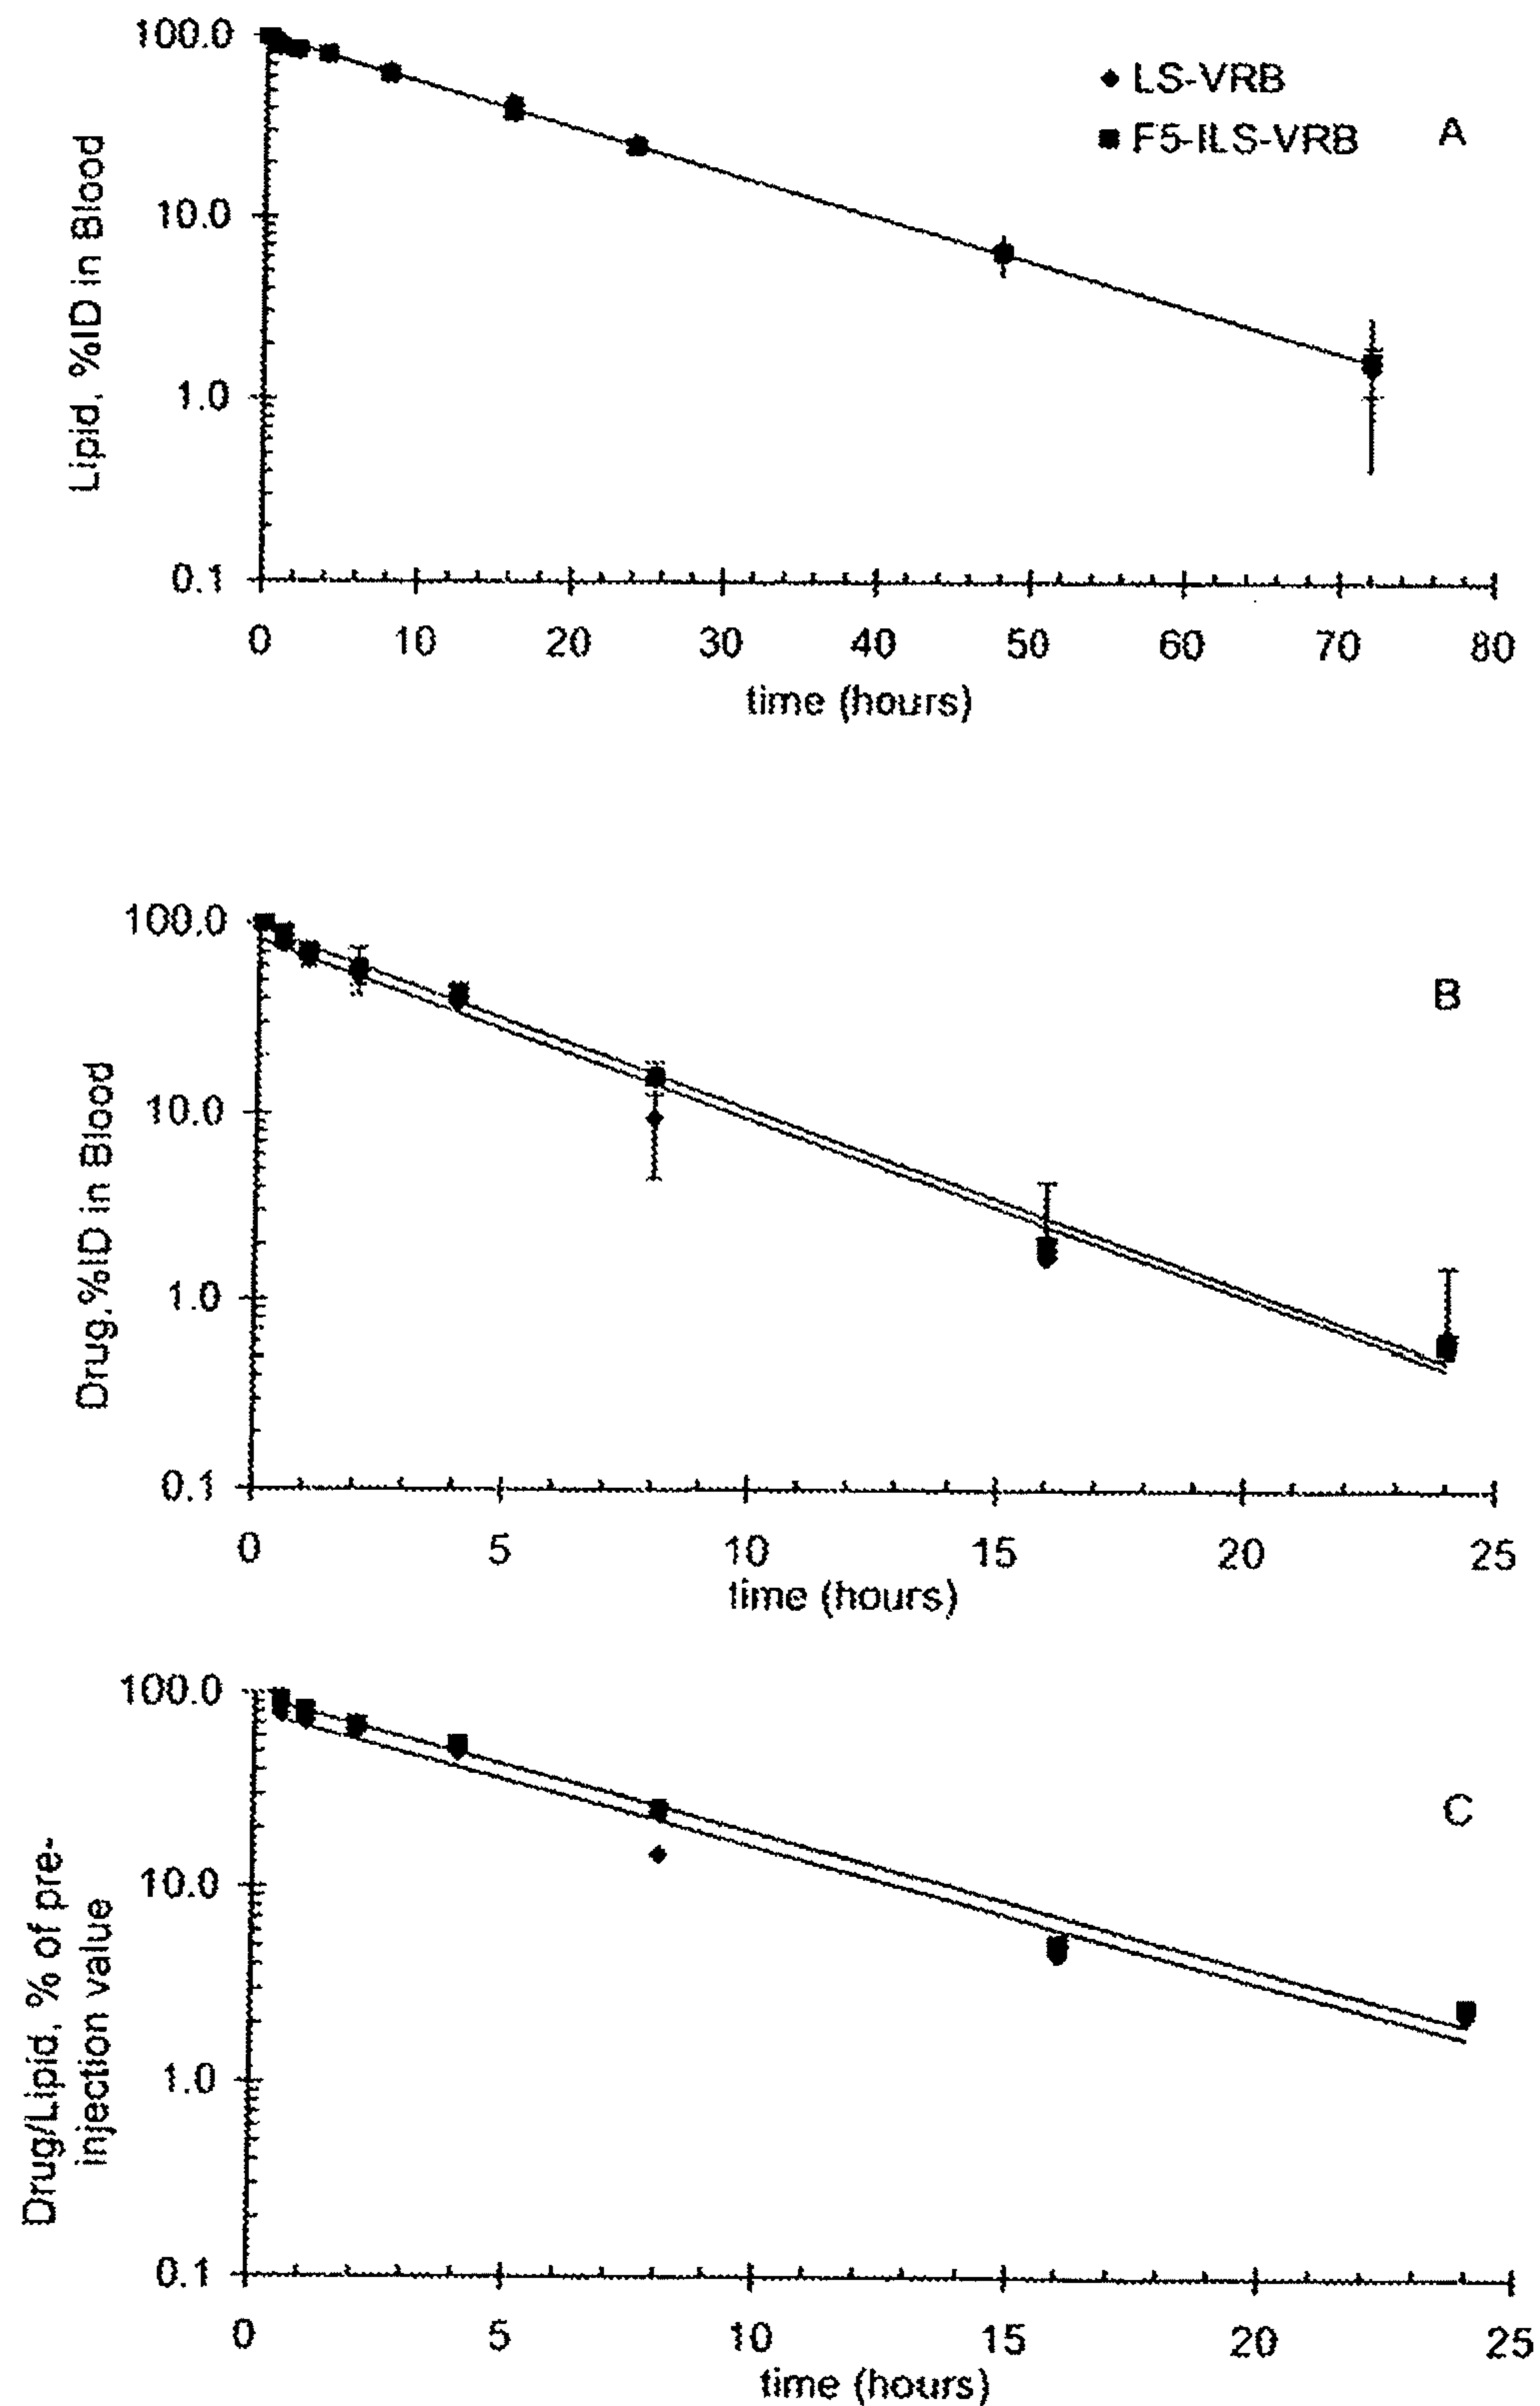 100.0
10.0
1.0
0.1
Lipid, %ID in Blood
LS-VRB
F5-ILS-VRB
A
0 10 20 30 40 50 60 70 80
time (hours)
100.0
10.0
1.0
0.1
Drug,%ID in Blood
B
0 5 10 15 20 25
time (hours)
100.0
10.0
1.0
0.1
Drug/Lipid, % of pre-
injection value
C
0 5 10 15 20 25
time (hours)